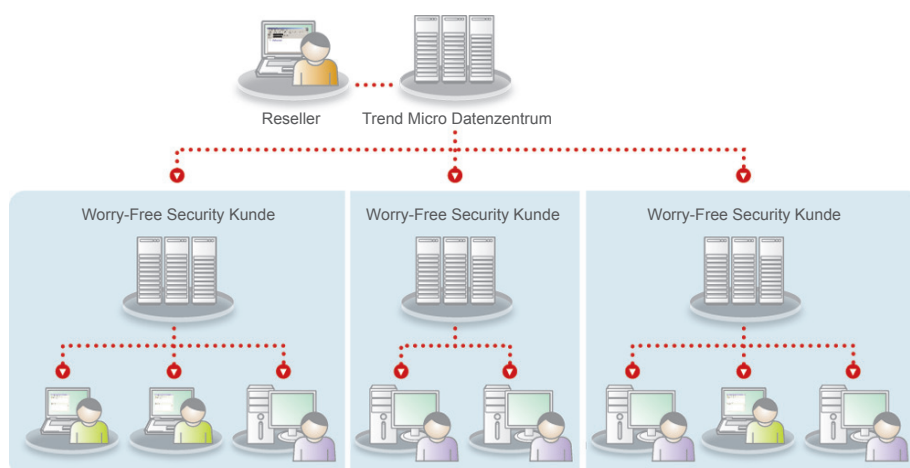 Reseller
Trend Micro Datenzentrum
Worry-Free Security Kunde
Worry-Free Security Kunde
Worry-Free Security Kunde